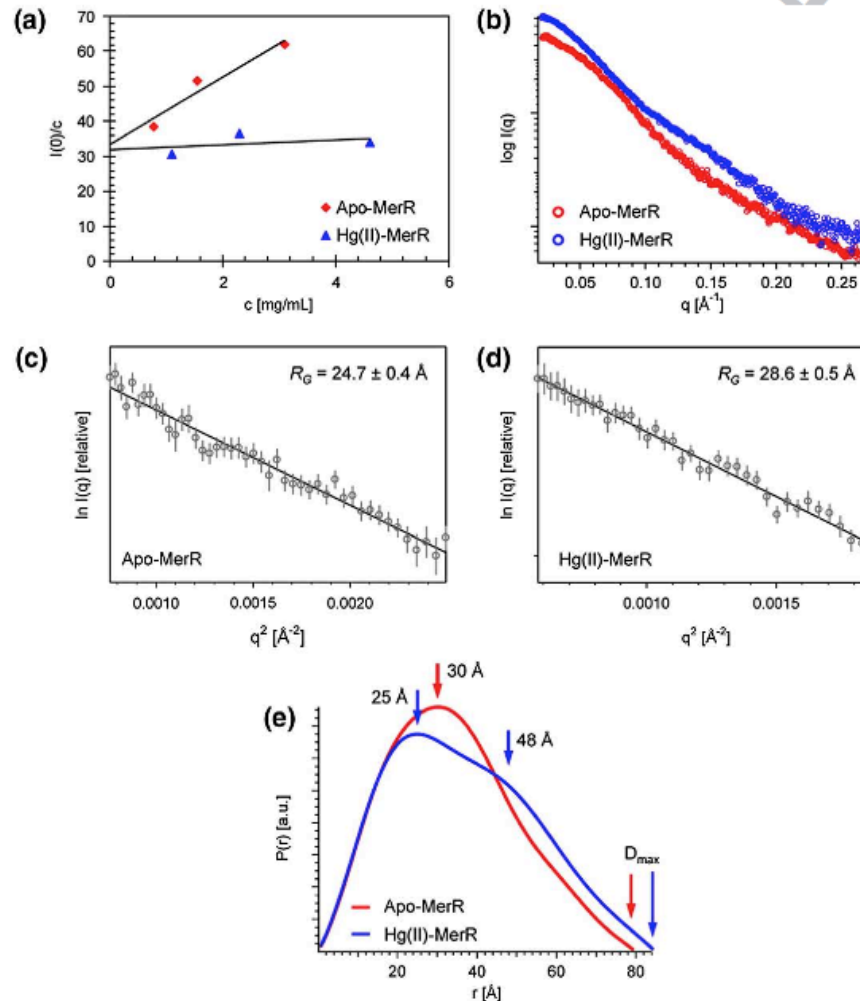 (a)
70
60
50
40
30
20
10
0
I(0)/c
0 2 4 6
c [mg/mL]
Apo-MerR
Hg(II)-MerR
(b)
log I(q)
Apo-MerR
Hg(II)-MerR
0.05 0.10 0.15 0.20 0.25
q [Å⁻¹]
(c)
R_G = 24.7 ± 0.4 Å
ln I(q) [relative]
Apo-MerR
0.0010 0.0015 0.0020
q² [Å⁻²]
(d)
R_G = 28.6 ± 0.5 Å
ln I(q) [relative]
Hg(II)-MerR
0.0010 0.0015
q² [Å⁻²]
(e)
30 Å
25 Å
48 Å
D_max
P(r) [a.u.]
Apo-MerR
Hg(II)-MerR
20 40 60 80
r [Å]